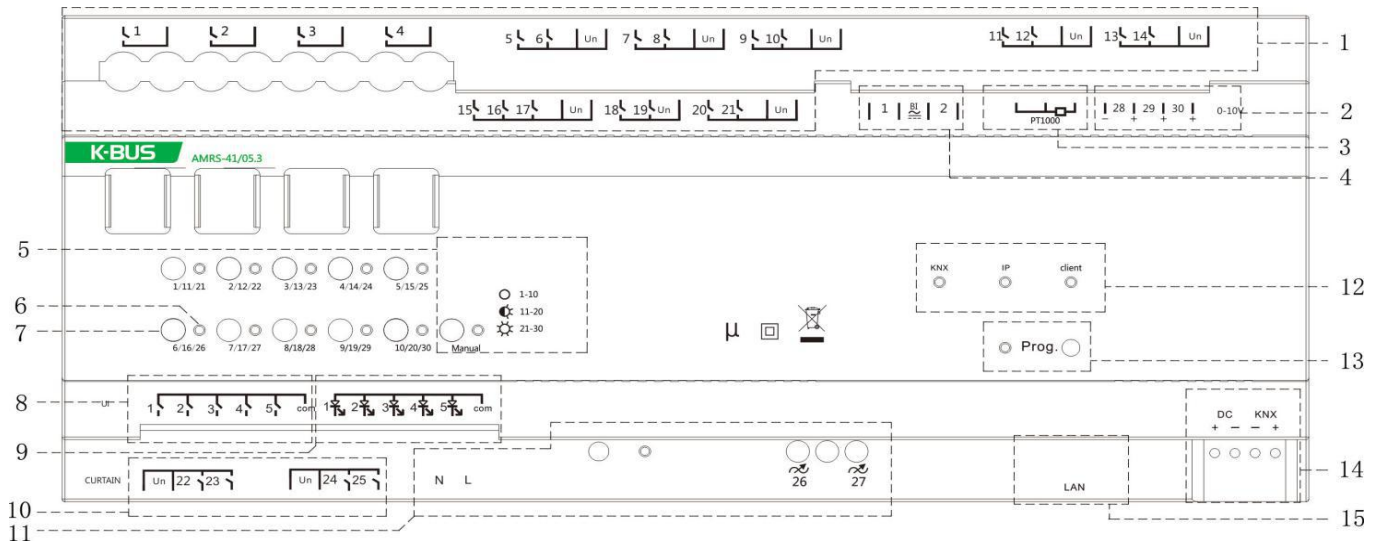 1 2 3 4 5 6 Un 7 8 Un 9 10 Un 11 12 Un 13 14 Un
1
15 16 17 Un 18 19 Un 20 21 Un 1 BI 2 PT1000 28 29 30 0-10V
- + + +
2
3
4
K-BUS AMRS-41/05.3
5
1/11/21 2/12/22 3/13/23 4/14/24 5/15/25
KNX IP client
12
1-10
11-20
21-30
6
7
6/16/26 7/17/27 8/18/28 9/19/29 10/20/30 Manual
µ
Prog.
13
8
1 2 3 4 5 com 1 2 3 4 5 com
9
DC KNX
+ - - +
14
CURTAIN Un 22 23 Un 24 25 N L 26 27
LAN
10
11
15